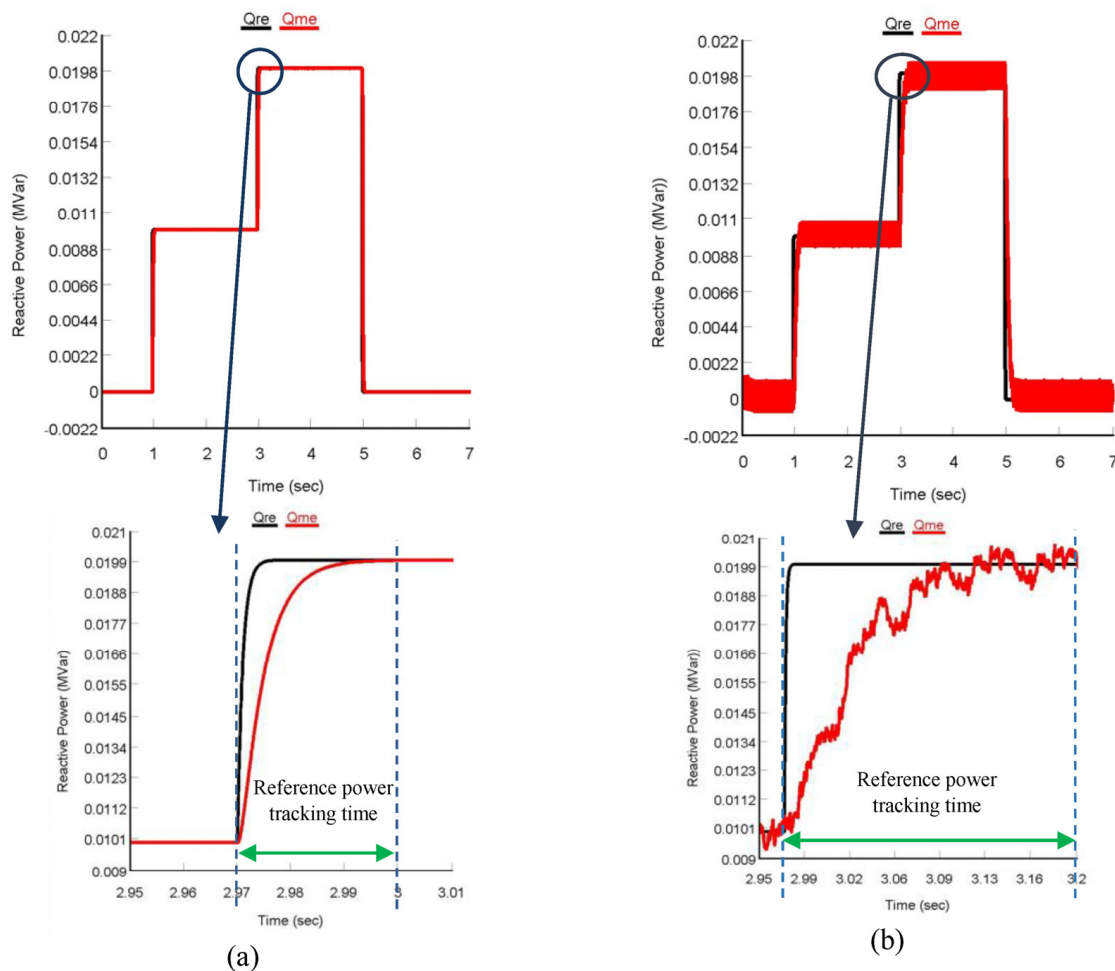 Qre Qme
0.022
0.0198
0.0176
0.0154
0.0132
0.011
0.0088
0.0066
0.0044
0.0022
0
-0.0022
Reactive Power (MVar)
0 1 2 3 4 5 6 7
Time (sec)
Qre Qme
0.022
0.0198
0.0176
0.0154
0.0132
0.011
0.0088
0.0066
0.0044
0.0022
0
-0.0022
Reactive Power (MVar))
0 1 2 3 4 5 6 7
Time (sec)
Qre Qme
0.021
0.0199
0.0188
0.0177
0.0166
0.0155
0.0145
0.0134
0.0123
0.0112
0.0101
0.009
Reactive Power (MVar)
Reference power
tracking time
2.95 2.96 2.97 2.98 2.99 3 3.01
Time (sec)
(a)
Qre Qme
0.021
0.0199
0.0188
0.0177
0.0166
0.0155
0.0145
0.0134
0.0123
0.0112
0.0101
0.009
Reactive Power (MVar))
Reference power
tracking time
2.95 2.99 3.02 3.06 3.09 3.13 3.16 3.2
Time (sec)
(b)